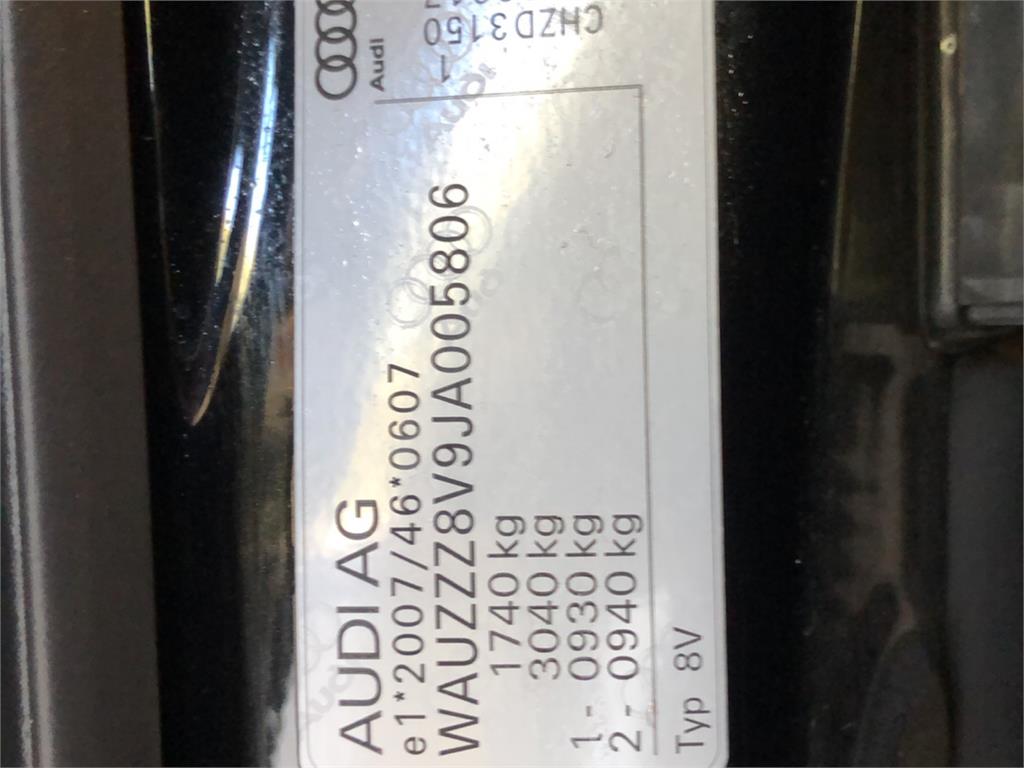 AUDI AG
e1*2007/46*0607
WAUZZZ8V9JA005806
1740 kg
3040 kg
1- 0930 kg
2- 0940 kg
Typ 8V
Audi
CHZD3150